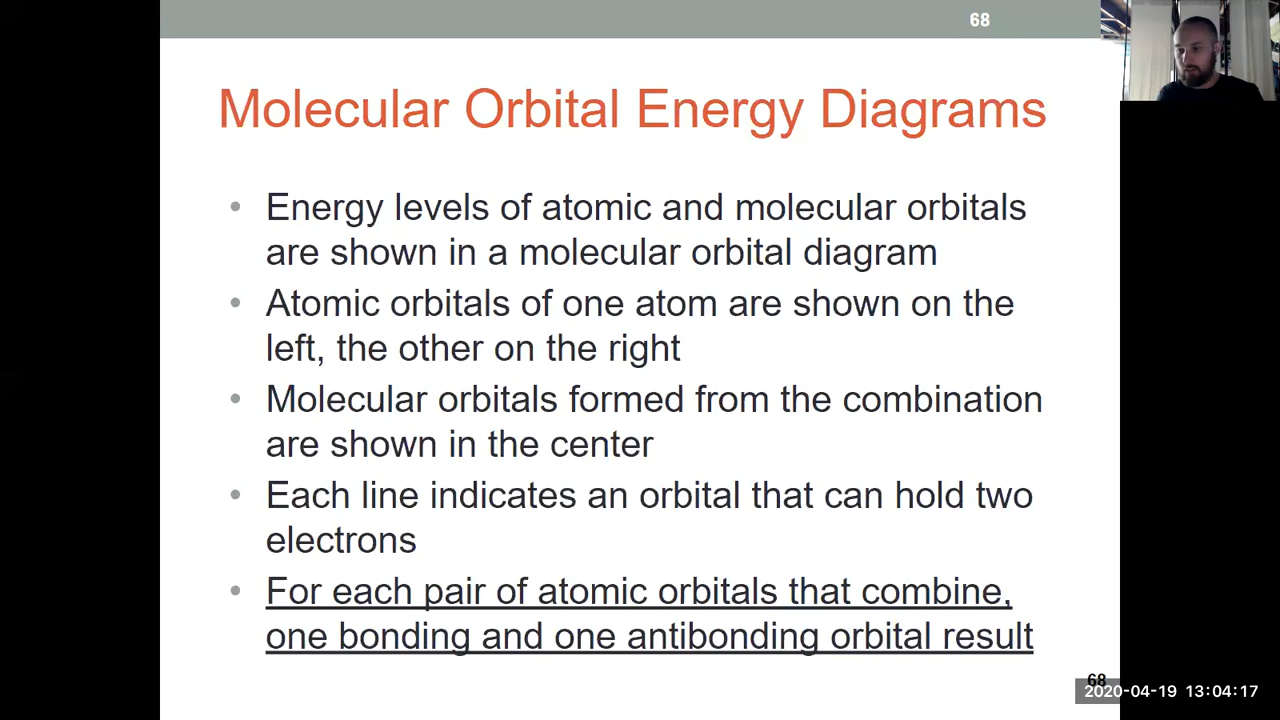 68
Molecular Orbital Energy Diagrams
• Energy levels of atomic and molecular orbitals
are shown in a molecular orbital diagram
• Atomic orbitals of one atom are shown on the
left, the other on the right
• Molecular orbitals formed from the combination
are shown in the center
• Each line indicates an orbital that can hold two
electrons
• For each pair of atomic orbitals that combine,
one bonding and one antibonding orbital result
68
2020-04-19 13:04:17